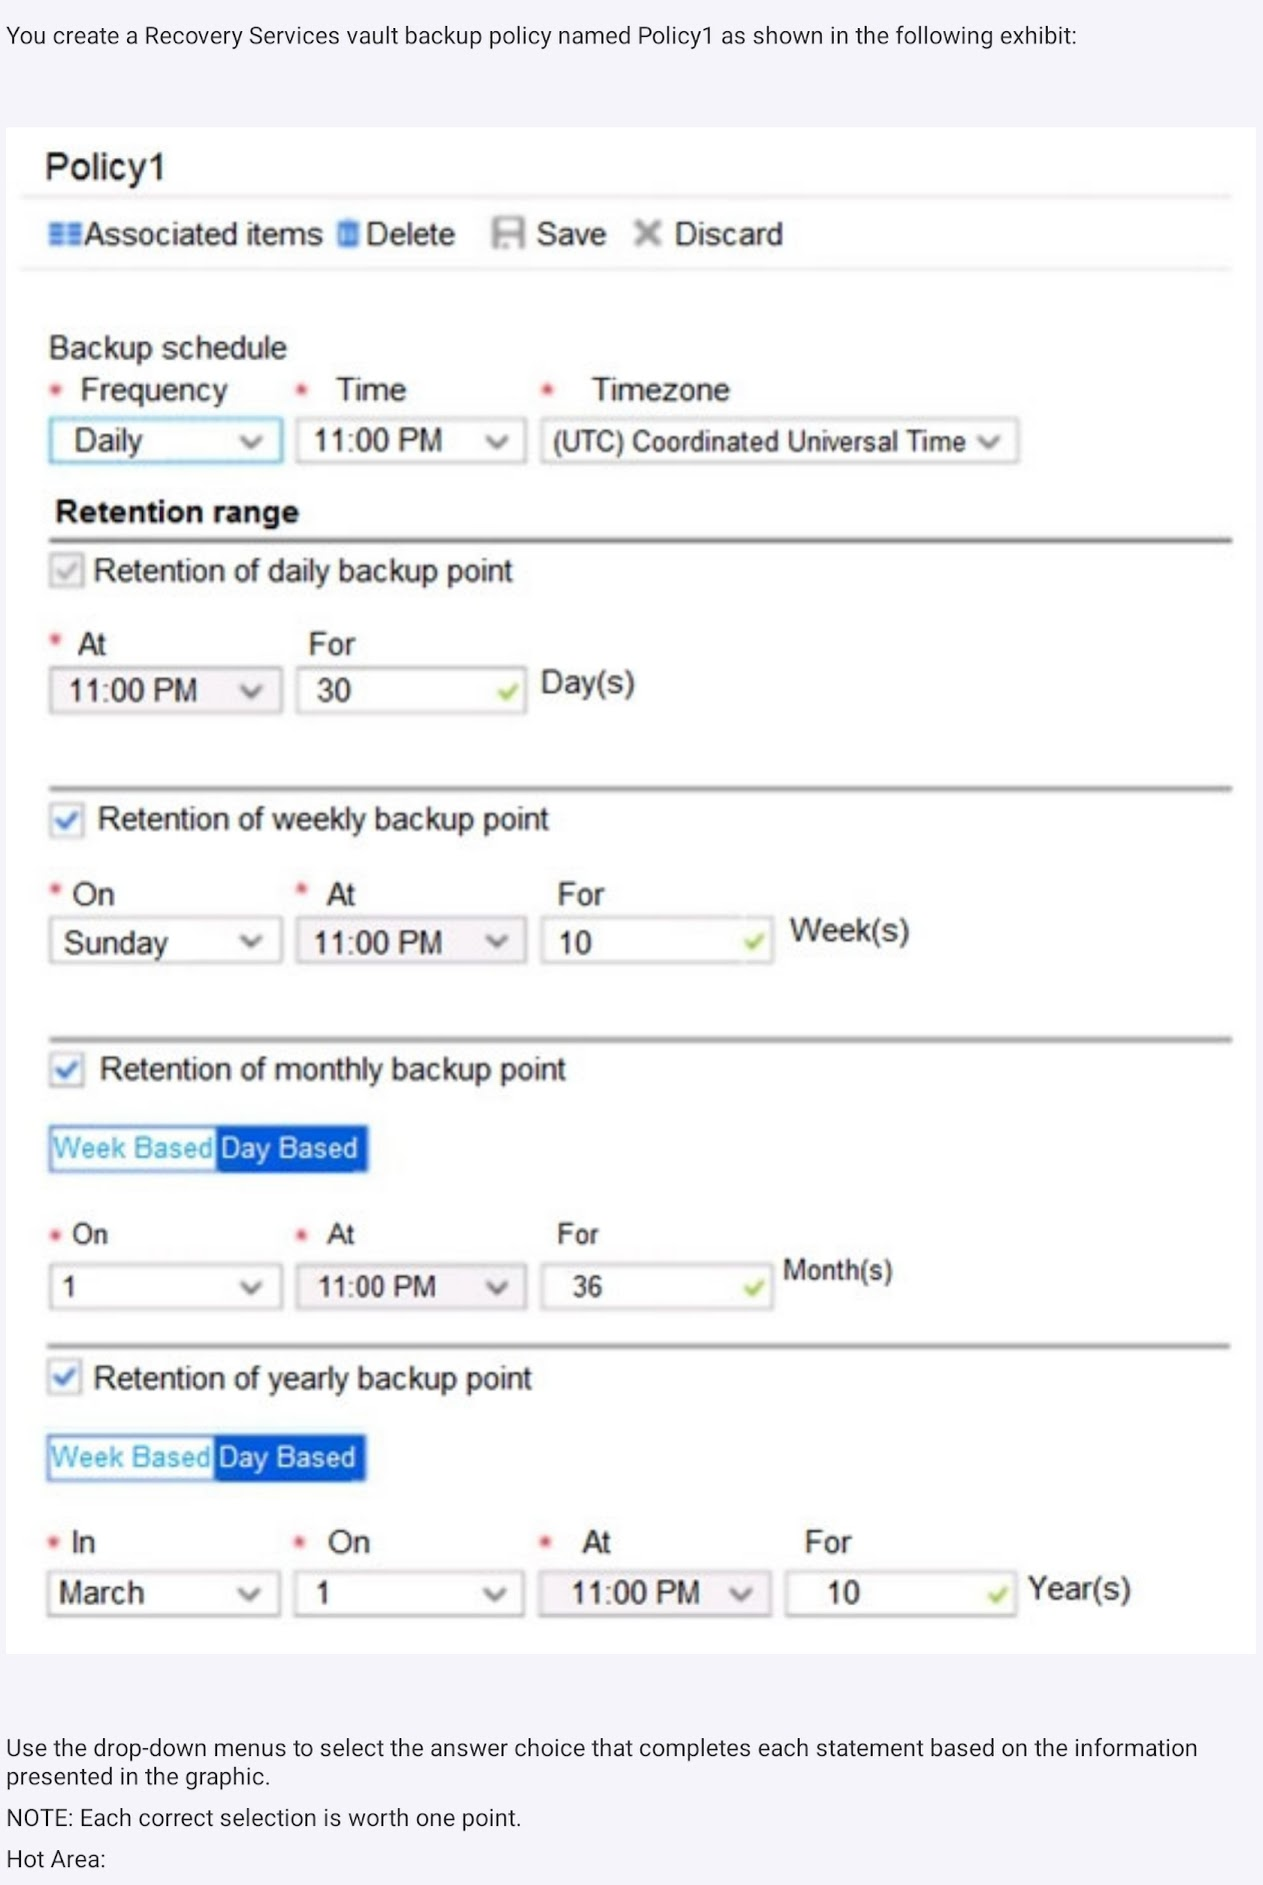 You create a Recovery Services vault backup policy named Policy1 as shown in the following exhibit:
Policy1
Associated items Delete Save Discard
Backup schedule
* Frequency * Time * Timezone
Daily 11:00 PM (UTC) Coordinated Universal Time
Retention range
Retention of daily backup point
* At For
11:00 PM 30 Day(s)
Retention of weekly backup point
* On * At For
Sunday 11:00 PM 10 Week(s)
Retention of monthly backup point
Week Based Day Based
* On * At For
1 11:00 PM 36 Month(s)
Retention of yearly backup point
Week Based Day Based
* In * On * At For
March 1 11:00 PM 10 Year(s)
Use the drop-down menus to select the answer choice that completes each statement based on the information
presented in the graphic.
NOTE: Each correct selection is worth one point.
Hot Area: